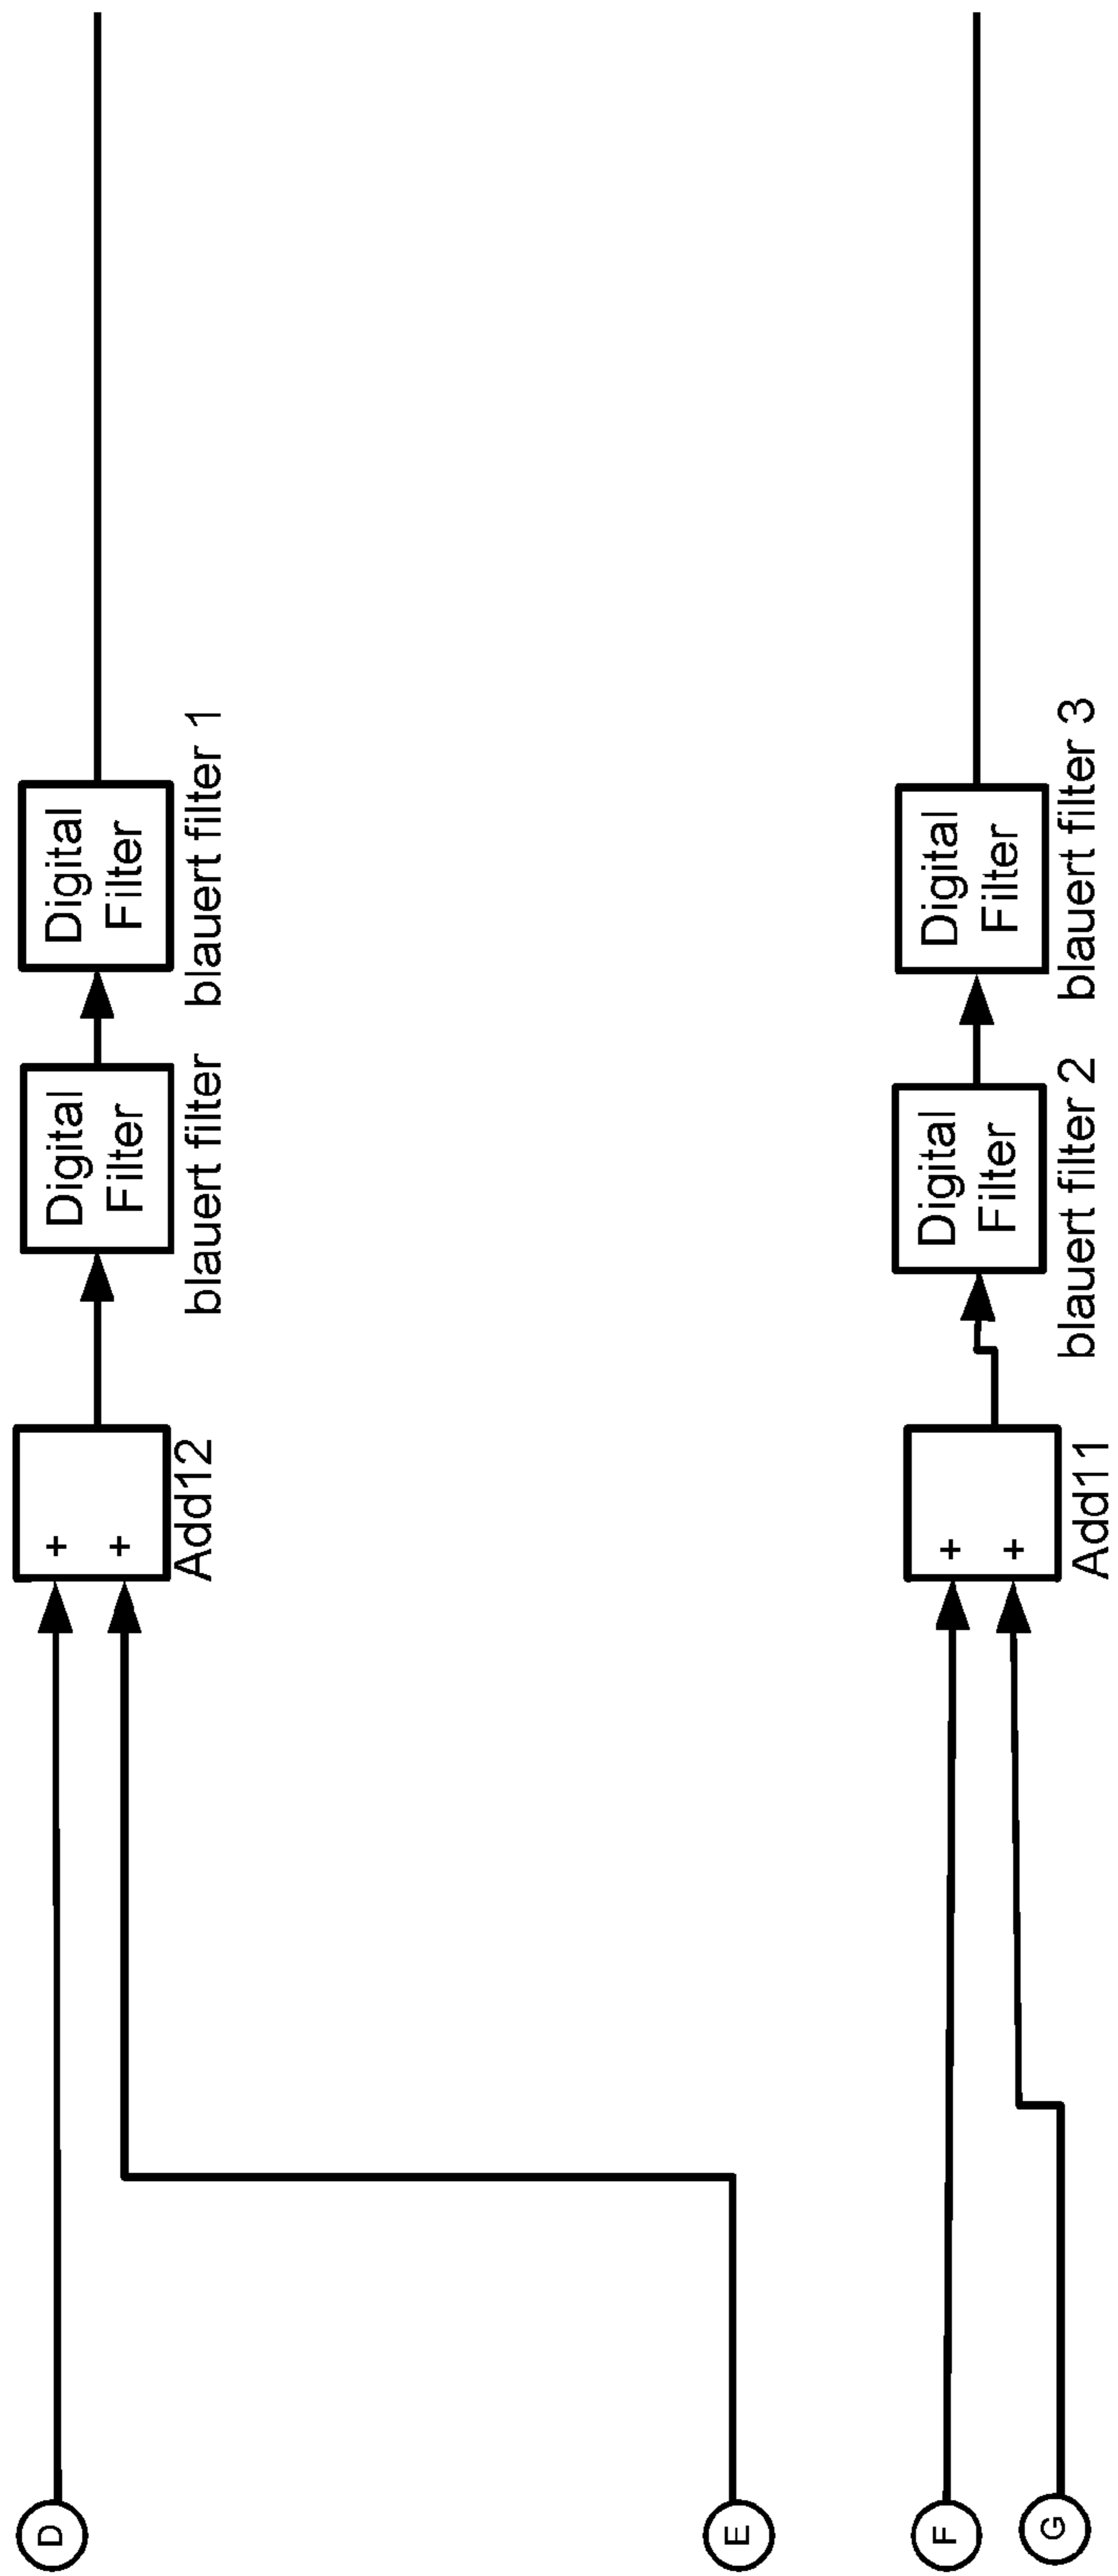 D
+
+
Add12
Digital
Filter
blauert filter
Digital
Filter
blauert filter 1
E
F
G
+
+
Add11
Digital
Filter
blauert filter 2
Digital
Filter
blauert filter 3